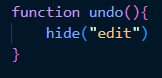 function undo(){
    hide("edit")
}